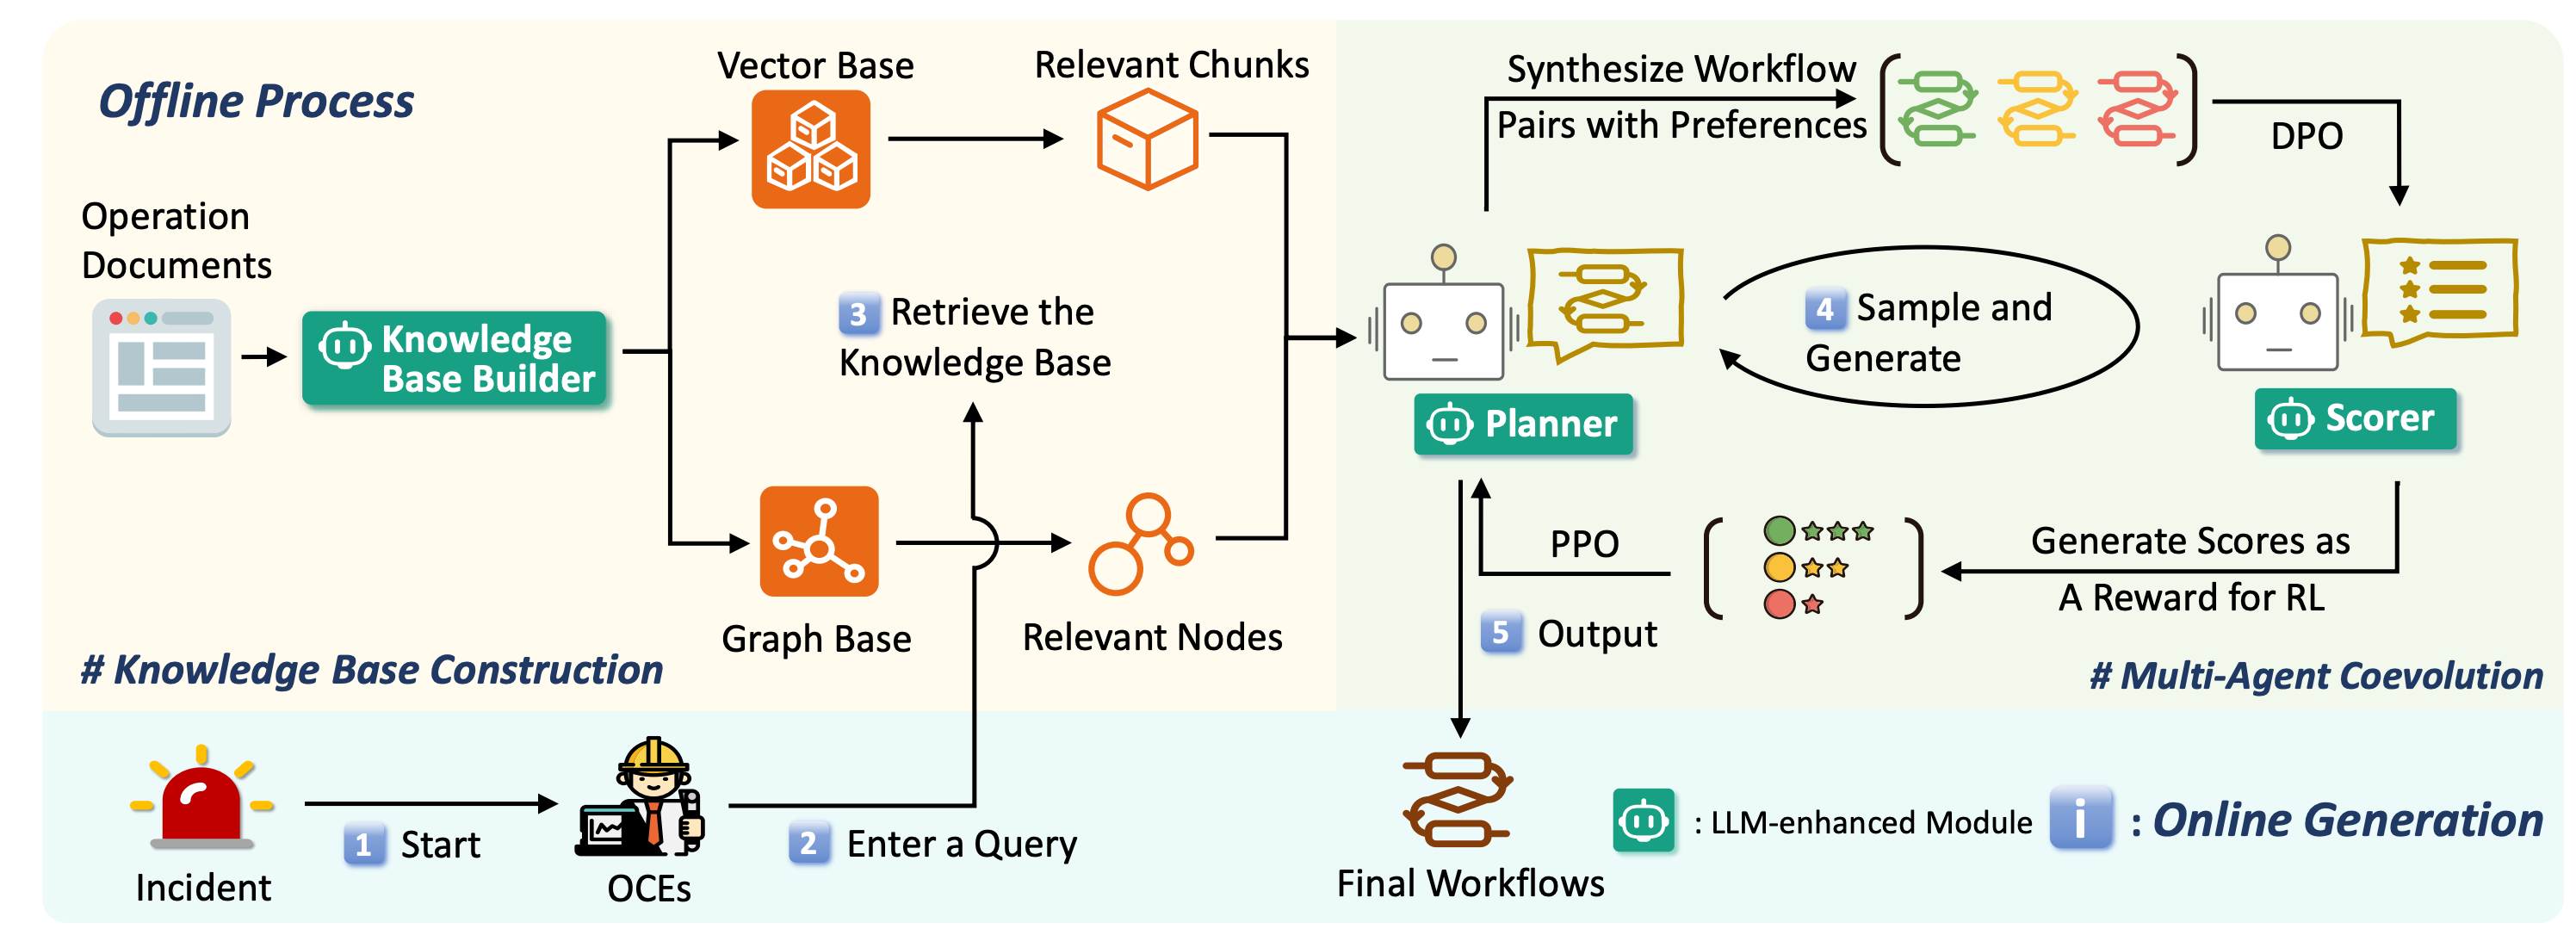 Offline Process
Vector Base
Relevant Chunks
Operation
Documents
Knowledge
Base Builder
3 Retrieve the
Knowledge Base
Graph Base
Relevant Nodes
# Knowledge Base Construction
Synthesize Workflow
Pairs with Preferences
DPO
4 Sample and
Generate
Planner
Scorer
PPO
Generate Scores as
A Reward for RL
5 Output
# Multi-Agent Coevolution
1 Start
Incident
OCEs
2 Enter a Query
Final Workflows
: LLM-enhanced Module
i : Online Generation